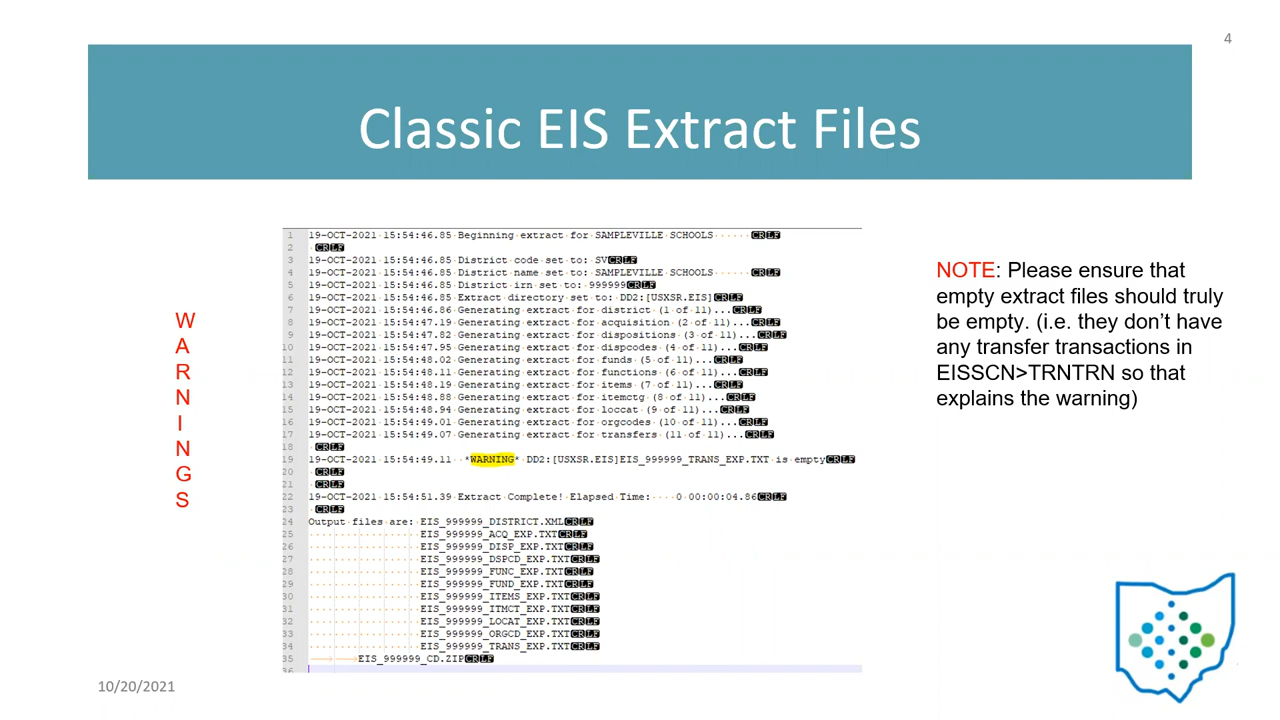 4
Classic EIS Extract Files
W
A
R
N
I
N
G
S
1 19-OCT-2021 15:54:46.85 Beginning extract for SAMPLEVILLE SCHOOLS CRLF
2 CRLF
3 19-OCT-2021 15:54:46.85 District code set to: SVCRLF
4 19-OCT-2021 15:54:46.85 District name set to: SAMPLEVILLE SCHOOLS CRLF
5 19-OCT-2021 15:54:46.85 District irn set to: 999999CRLF
6 19-OCT-2021 15:54:46.85 Extract directory set to: DD2:[USXSR.EIS]CRLF
7 19-OCT-2021 15:54:46.86 Generating extract for district (1 of 11)...CRLF
8 19-OCT-2021 15:54:47.19 Generating extract for acquisition (2 of 11)...CRLF
9 19-OCT-2021 15:54:47.82 Generating extract for dispositions (3 of 11)...CRLF
10 19-OCT-2021 15:54:47.95 Generating extract for dispcodes (4 of 11)...CRLF
11 19-OCT-2021 15:54:48.02 Generating extract for funds (5 of 11)...CRLF
12 19-OCT-2021 15:54:48.11 Generating extract for functions (6 of 11)...CRLF
13 19-OCT-2021 15:54:48.19 Generating extract for items (7 of 11)...CRLF
14 19-OCT-2021 15:54:48.88 Generating extract for itemctg (8 of 11)...CRLF
15 19-OCT-2021 15:54:48.94 Generating extract for loccat (9 of 11)...CRLF
16 19-OCT-2021 15:54:49.01 Generating extract for orgcodes (10 of 11)...CRLF
17 19-OCT-2021 15:54:49.07 Generating extract for transfers (11 of 11)...CRLF
18 CRLF
19 19-OCT-2021 15:54:49.11 *WARNING* DD2:[USXSR.EIS]EIS_999999_TRANS_EXP.TXT is emptyCRLF
20 CRLF
21 CRLF
22 19-OCT-2021 15:54:51.39 Extract Complete! Elapsed Time: 0 00:00:04.86CRLF
23 CRLF
24 Output files are: EIS_999999_DISTRICT.XMLCRLF
25 EIS_999999_ACQ_EXP.TXTCRLF
26 EIS_999999_DISP_EXP.TXTCRLF
27 EIS_999999_DSPCD_EXP.TXTCRLF
28 EIS_999999_FUNC_EXP.TXTCRLF
29 EIS_999999_FUND_EXP.TXTCRLF
30 EIS_999999_ITEMS_EXP.TXTCRLF
31 EIS_999999_ITMCT_EXP.TXTCRLF
32 EIS_999999_LOCAT_EXP.TXTCRLF
33 EIS_999999_ORGCD_EXP.TXTCRLF
34 EIS_999999_TRANS_EXP.TXTCRLF
35 EIS_999999_CD.ZIPCRLF
36
NOTE: Please ensure that
empty extract files should truly
be empty. (i.e. they don’t have
any transfer transactions in
EISSCN>TRNTRN so that
explains the warning)
10/20/2021